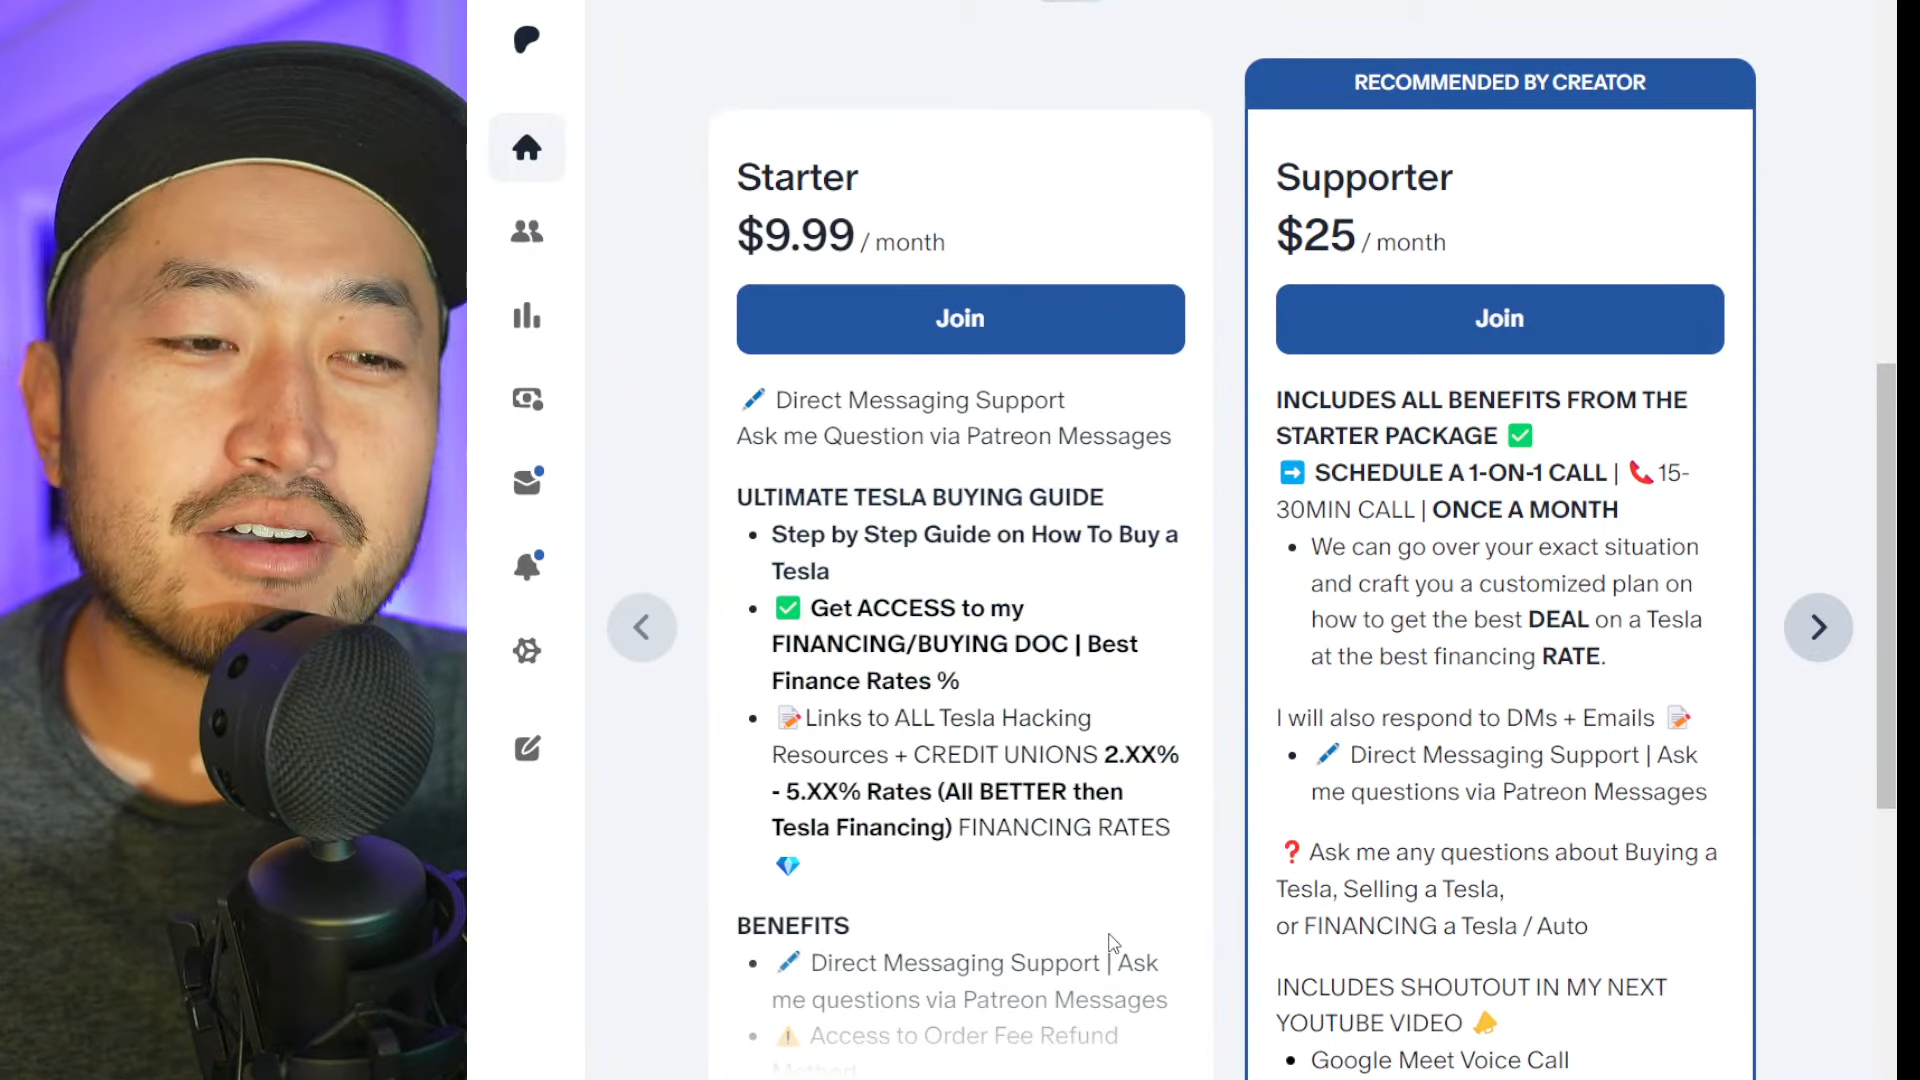 Starter
$9.99 / month
Join
🖊️ Direct Messaging Support
Ask me Question via Patreon Messages
ULTIMATE TESLA BUYING GUIDE
• Step by Step Guide on How To Buy a
Tesla
• ✅ Get ACCESS to my
FINANCING/BUYING DOC | Best
Finance Rates %
• 📝Links to ALL Tesla Hacking
Resources + CREDIT UNIONS 2.XX%
- 5.XX% Rates (All BETTER then
Tesla Financing) FINANCING RATES
💎
BENEFITS
• 🖊️ Direct Messaging Support | Ask
me questions via Patreon Messages
• ⚠️ Access to Order Fee Refund
Method
RECOMMENDED BY CREATOR
Supporter
$25 / month
Join
INCLUDES ALL BENEFITS FROM THE
STARTER PACKAGE ✅
➡️ SCHEDULE A 1-ON-1 CALL | 📞15-
30MIN CALL | ONCE A MONTH
• We can go over your exact situation
and craft you a customized plan on
how to get the best DEAL on a Tesla
at the best financing RATE.
I will also respond to DMs + Emails 📝
• 🖊️ Direct Messaging Support | Ask
me questions via Patreon Messages
❓ Ask me any questions about Buying a
Tesla, Selling a Tesla,
or FINANCING a Tesla / Auto
INCLUDES SHOUTOUT IN MY NEXT
YOUTUBE VIDEO 📣
• Google Meet Voice Call